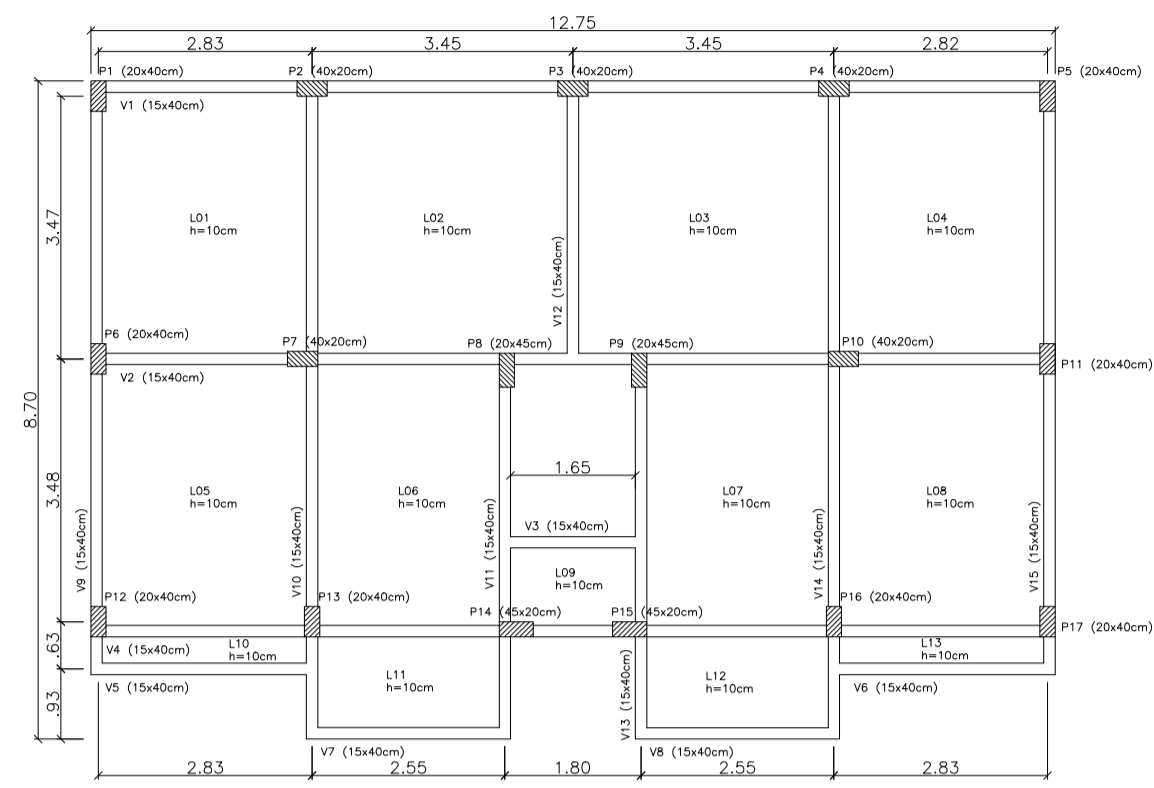 12.75
2.83 3.45 3.45 2.82
P1 (20x40cm) P2 (40x20cm) P3 (40x20cm) P4 (40x20cm) P5 (20x40cm)
V1 (15x40cm)
3.47
L01 L02 L03 L04
h=10cm h=10cm h=10cm h=10cm
V12 (15x40cm)
P6 (20x40cm) P7 (40x20cm) P8 (20x45cm) P9 (20x45cm) P10 (40x20cm)
P11 (20x40cm)
V2 (15x40cm)
8.70
3.48
1.65
L05 L06 L07 L08
h=10cm h=10cm h=10cm h=10cm
V3 (15x40cm)
V9 (15x40cm) V10 (15x40cm) V11 (15x40cm) V14 (15x40cm) V15 (15x40cm)
L09
h=10cm
P12 (20x40cm) P13 (20x40cm) P14 (45x20cm) P15 (45x20cm) P16 (20x40cm)
P17 (20x40cm)
.63
V4 (15x40cm) L10 L13
h=10cm h=10cm
L11 L12
h=10cm h=10cm
V5 (15x40cm) V6 (15x40cm)
.93
V13 (15x40cm)
V7 (15x40cm) V8 (15x40cm)
2.83 2.55 1.80 2.55 2.83